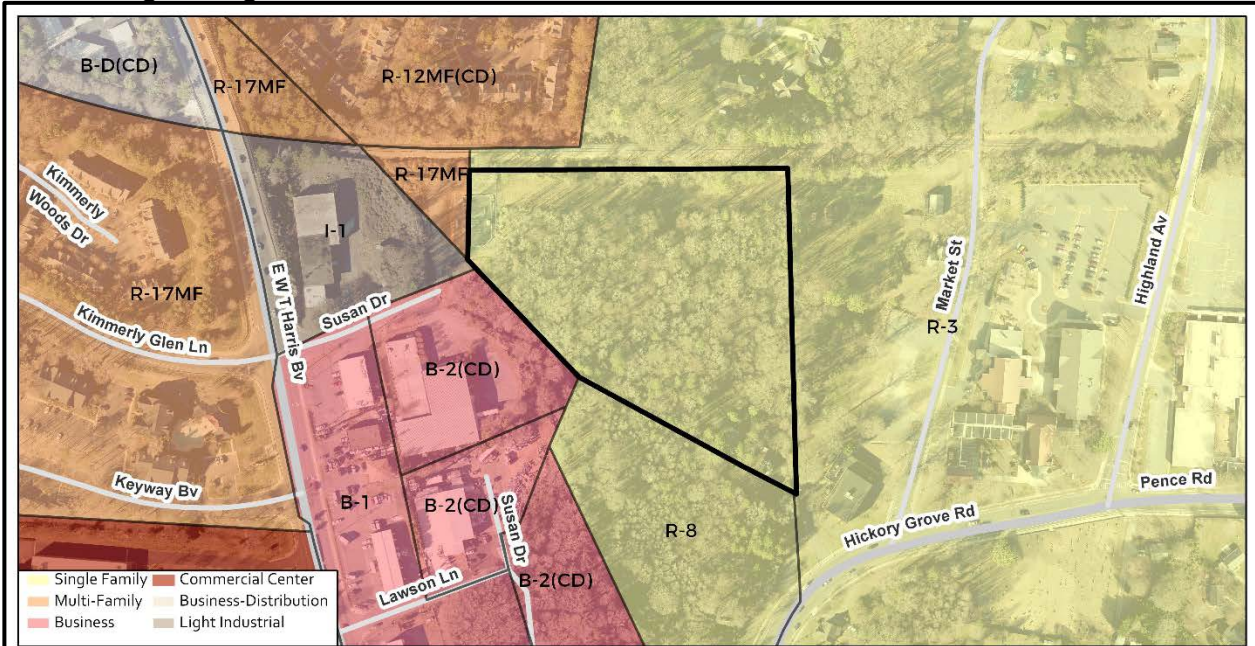 B-D(CD)
R-17MF
R-12MF(CD)
Kimmerly
Woods Dr
R-17MF
I-1
R-17MF
E W T Harris Bv
Susan Dr
Kimmerly Glen Ln
B-2(CD)
Market St
Highland Av
R-3
Keyway Bv
B-1
B-2(CD)
Susan Dr
R-8
Hickory Grove Rd
Pence Rd
Lawson Ln
B-2(CD)
Single Family
Commercial Center
Multi-Family
Business-Distribution
Business
Light Industrial